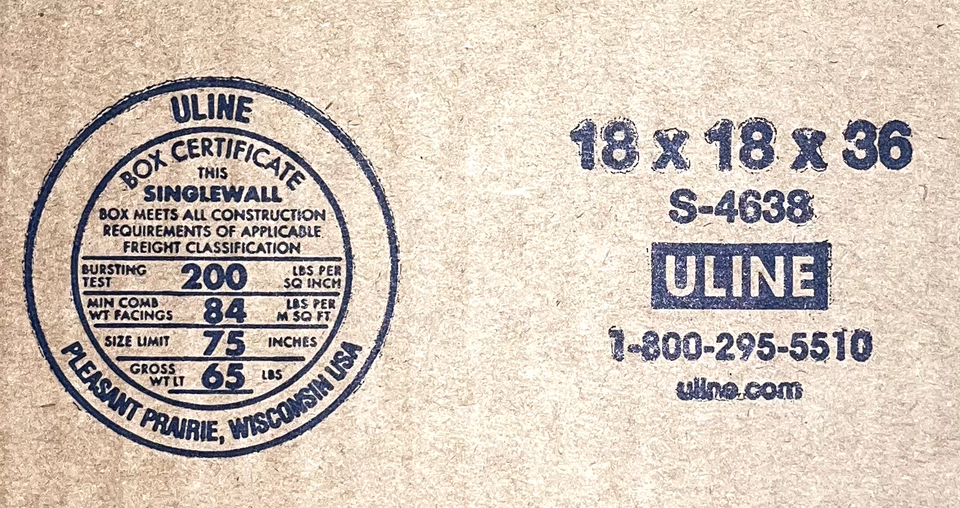 ULINE
BOX CERTIFICATE
THIS
SINGLEWALL
BOX MEETS ALL CONSTRUCTION
REQUIREMENTS OF APPLICABLE
FREIGHT CLASSIFICATION
BURSTING TEST 200 LBS PER SQ INCH
MIN COMB WT FACINGS 84 LBS PER M SQ FT
SIZE LIMIT 75 INCHES
GROSS WT LT 65 LBS
PLEASANT PRAIRIE, WISCONSIN USA
18 x 18 x 36
S-4638
ULINE
1-800-295-5510
uline.com